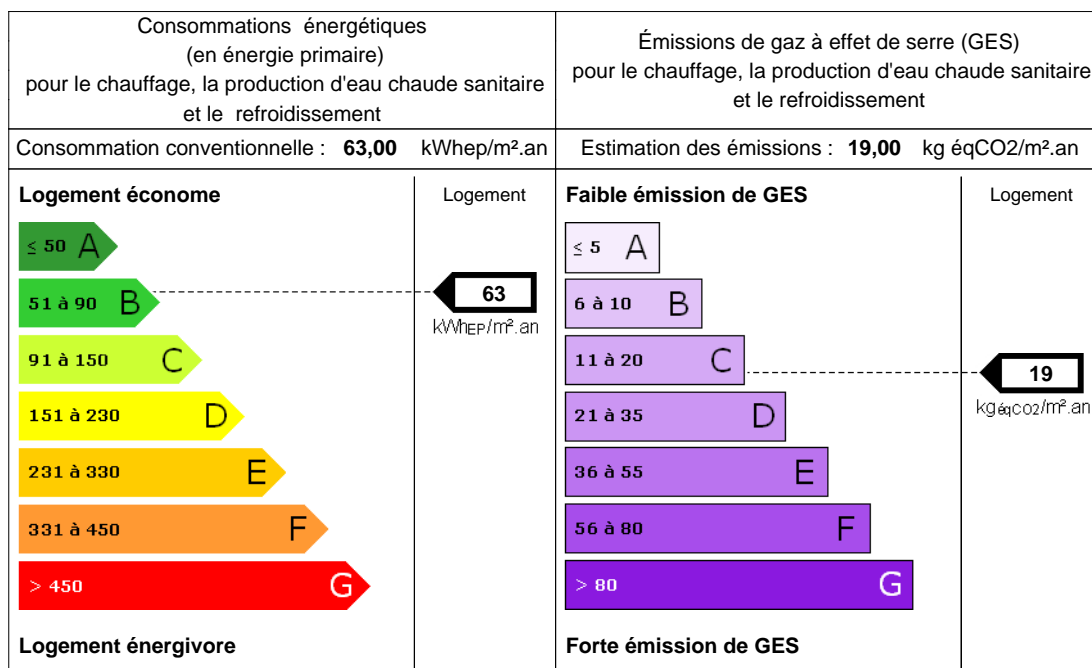 Consommations énergétiques
(en énergie primaire)
pour le chauffage, la production d'eau chaude sanitaire
et le refroidissement
Émissions de gaz à effet de serre (GES)
pour le chauffage, la production d'eau chaude sanitaire
et le refroidissement
Consommation conventionnelle : 63,00 kWhep/m².an
Estimation des émissions : 19,00 kg éqCO2/m².an
Logement économe
Logement
≤ 50 A
51 à 90 B
63
kWhEP/m².an
91 à 150 C
151 à 230 D
231 à 330 E
331 à 450 F
> 450 G
Logement énergivore
Faible émission de GES
Logement
≤ 5 A
6 à 10 B
11 à 20 C
19
kgéqCO2/m².an
21 à 35 D
36 à 55 E
56 à 80 F
> 80 G
Forte émission de GES